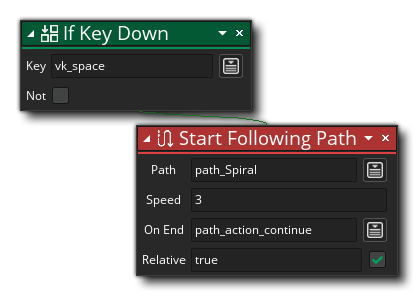 If Key Down
Key vk_space
Not
Start Following Path
Path path_Spiral
Speed 3
On End path_action_continue
Relative true